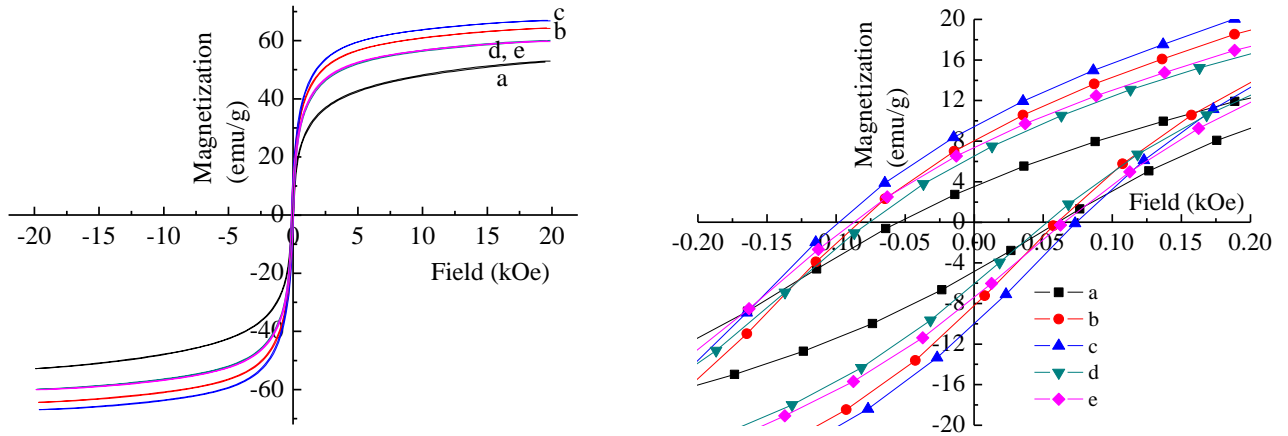 60
40
20
0
-20
-40
-60
-20
-15
-10
-5
0
5
10
15
20
Magnetization
(emu/g)
Field (kOe)
c
b
d, e
a
20
16
12
8
4
0
-4
-8
-12
-16
-20
-0.20
-0.15
-0.10
-0.05
0.00
0.05
0.10
0.15
0.20
Magnetization
(emu/g)
Field (kOe)
a
b
c
d
e